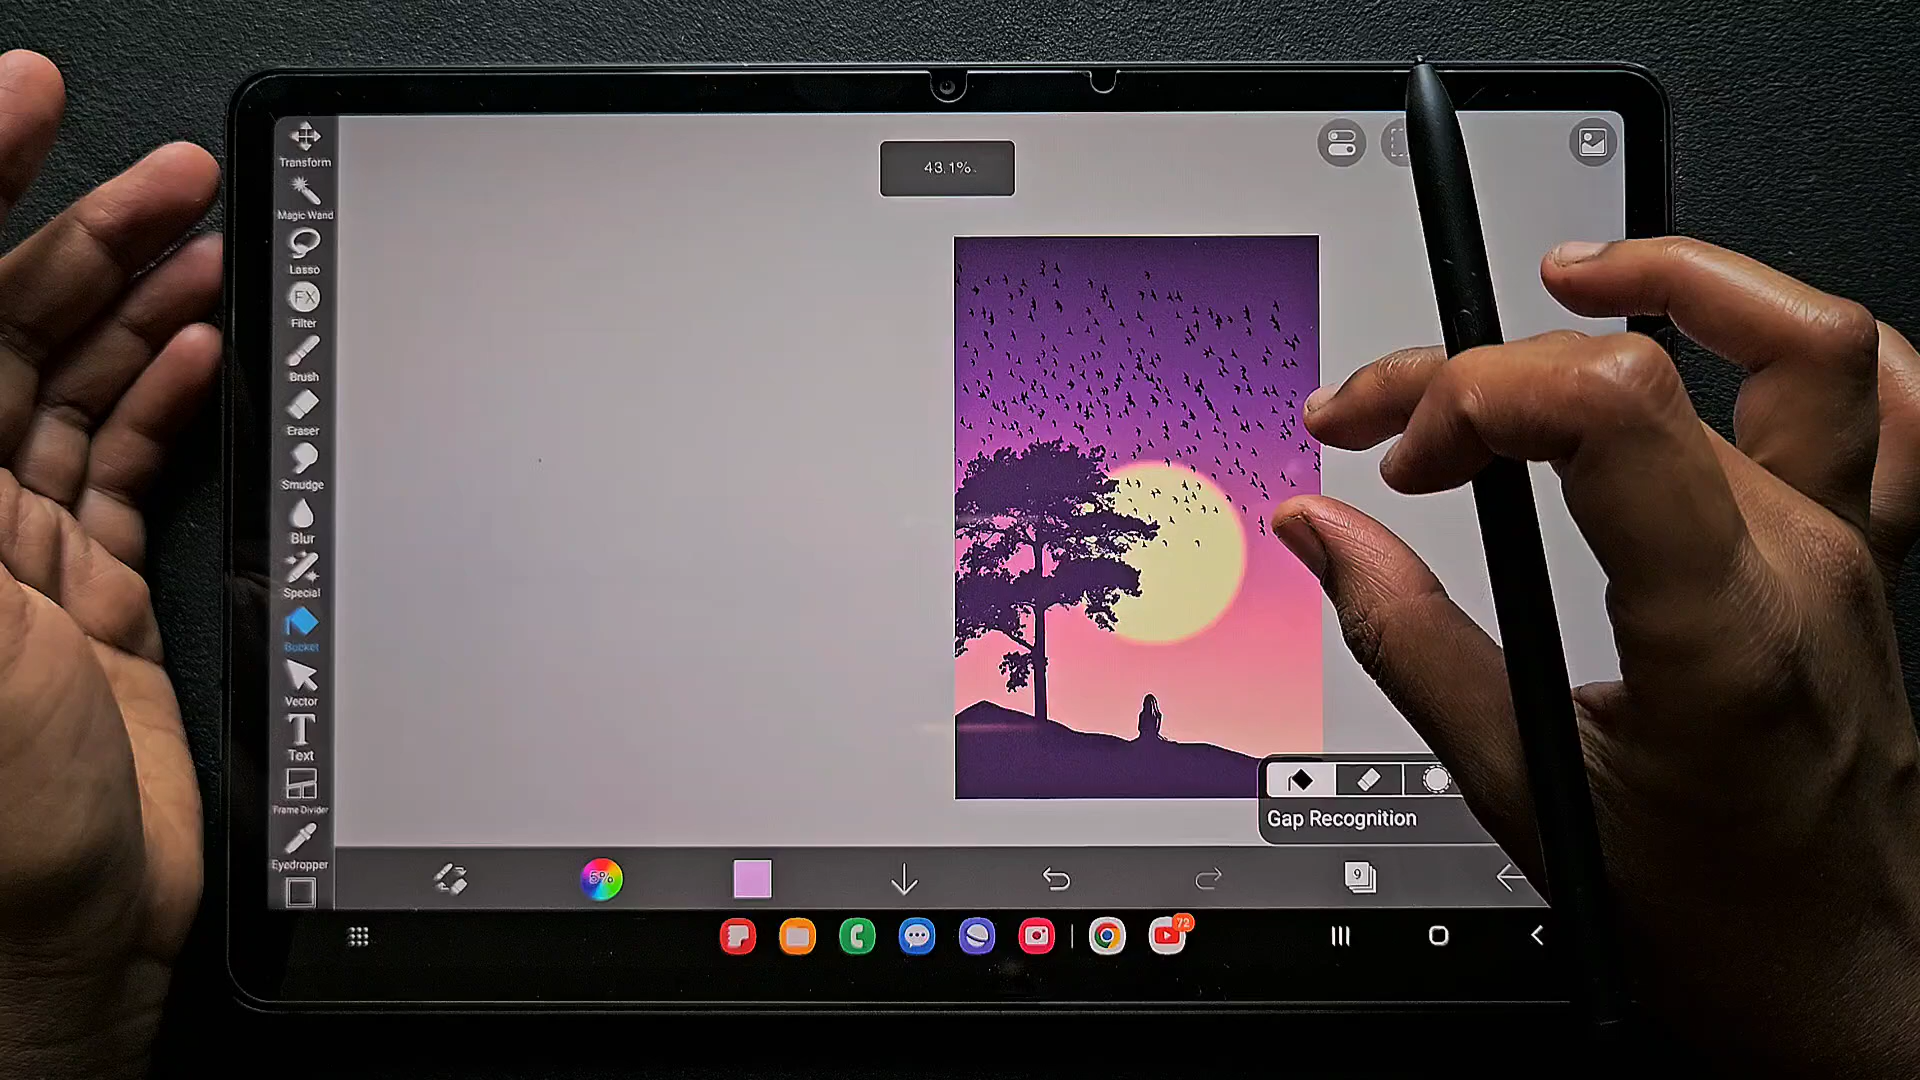 43.1%
Transform
Magic Wand
Lasso
FX
Filter
Brush
Eraser
Smudge
Blur
Special
Bucket
Vector
T
Text
Frame Divider
Eyedropper
Gap Recognition
5%
9
72